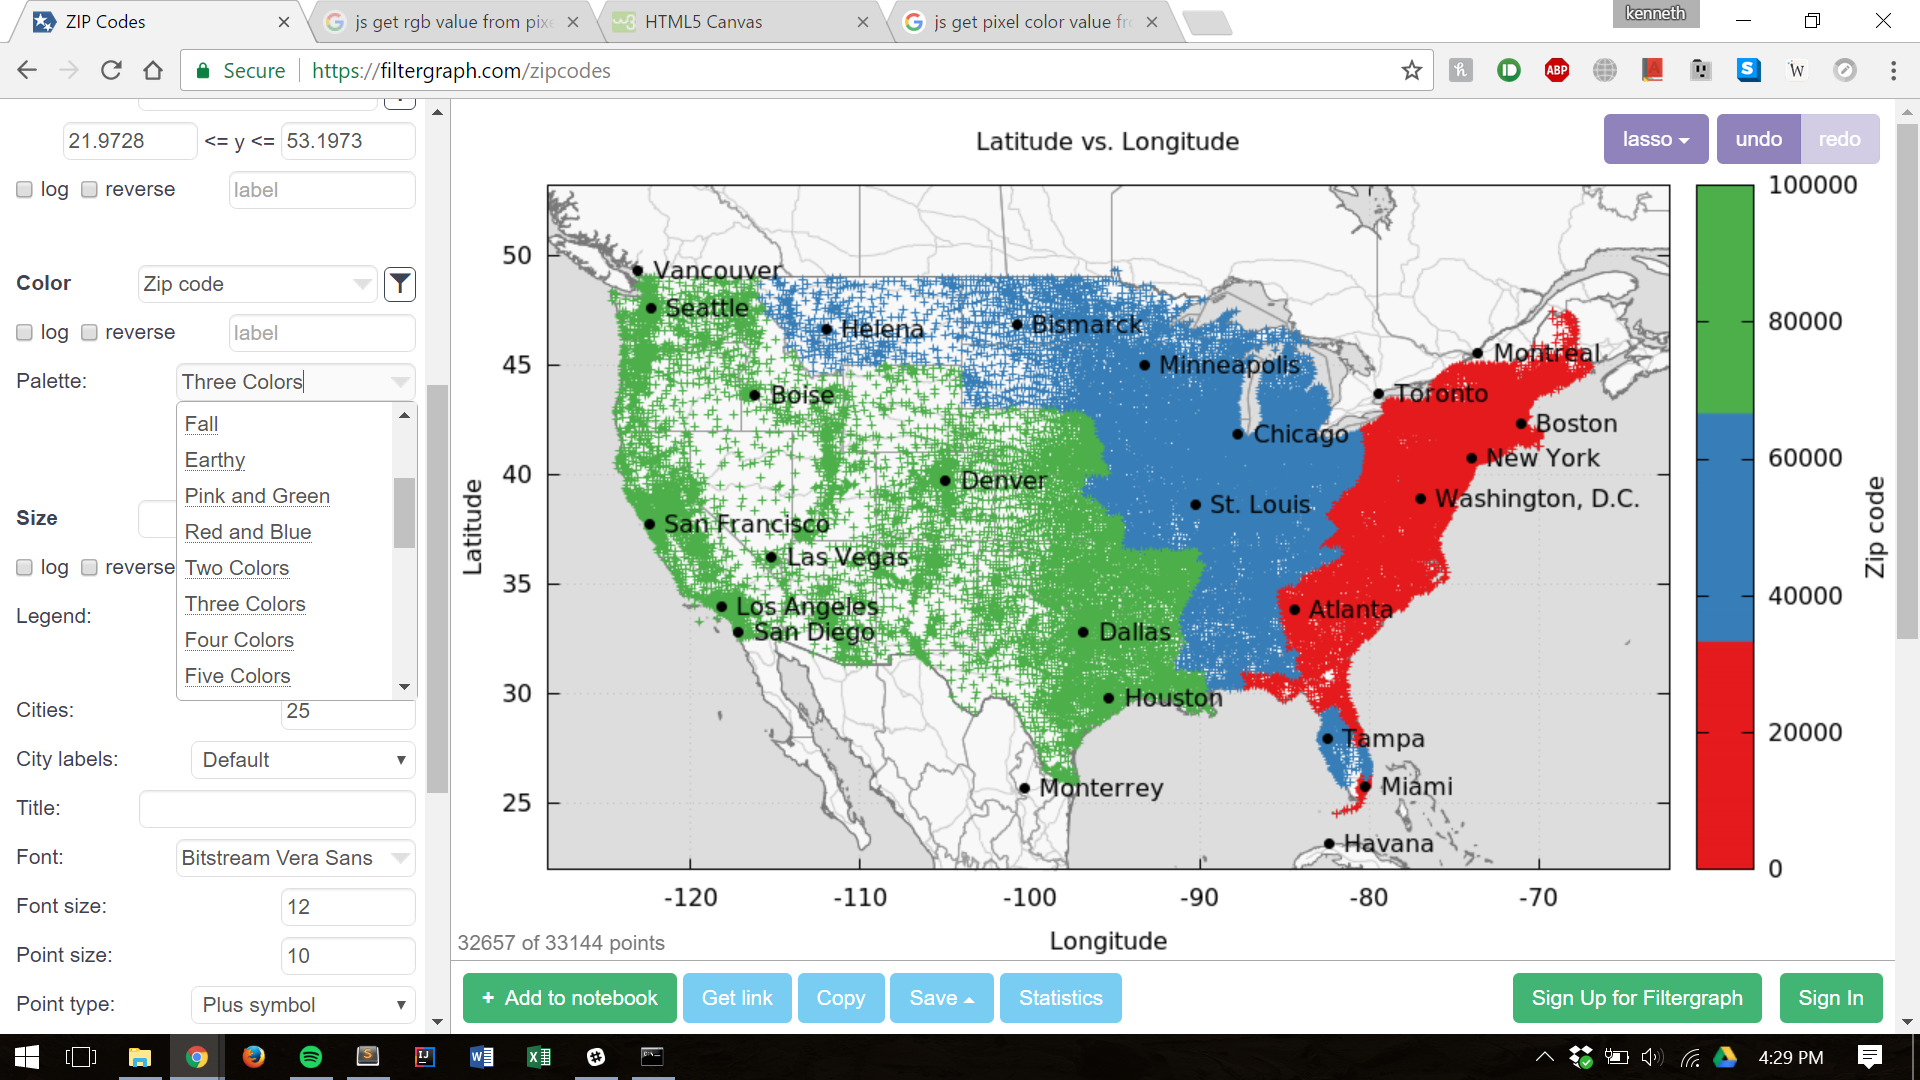 ZIP Codes
js get rgb value from pix
HTML5 Canvas
js get pixel color value fr
kenneth
Secure https://filtergraph.com/zipcodes
21.9728 <= y <= 53.1973
log reverse label
Color Zip code
log reverse label
Palette: Three Colors
Fall
Earthy
Pink and Green
Red and Blue
Two Colors
Three Colors
Four Colors
Five Colors
Size
log reverse
Legend:
Cities: 25
City labels: Default
Title:
Font: Bitstream Vera Sans
Font size: 12
Point size: 10
Point type: Plus symbol
Latitude vs. Longitude
lasso undo redo
50
45
40
35
30
25
Latitude
Vancouver
Seattle
Helena
Bismarck
Minneapolis
Montreal
Boise
Toronto
Boston
Chicago
New York
Denver
Washington, D.C.
St. Louis
San Francisco
Las Vegas
Los Angeles
Atlanta
San Diego
Dallas
Houston
Tampa
Monterrey
Miami
Havana
100000
80000
60000
40000
20000
0
Zip code
-120 -110 -100 -90 -80 -70
Longitude
32657 of 33144 points
+ Add to notebook Get link Copy Save Statistics Sign Up for Filtergraph Sign In
4:29 PM